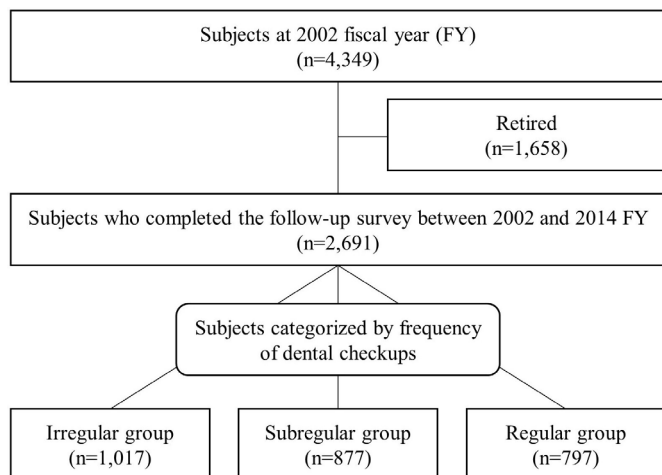 Subjects at 2002 fiscal year (FY)
(n=4,349)
Retired
(n=1,658)
Subjects who completed the follow-up survey between 2002 and 2014 FY
(n=2,691)
Subjects categorized by frequency
of dental checkups
Irregular group
(n=1,017)
Subregular group
(n=877)
Regular group
(n=797)